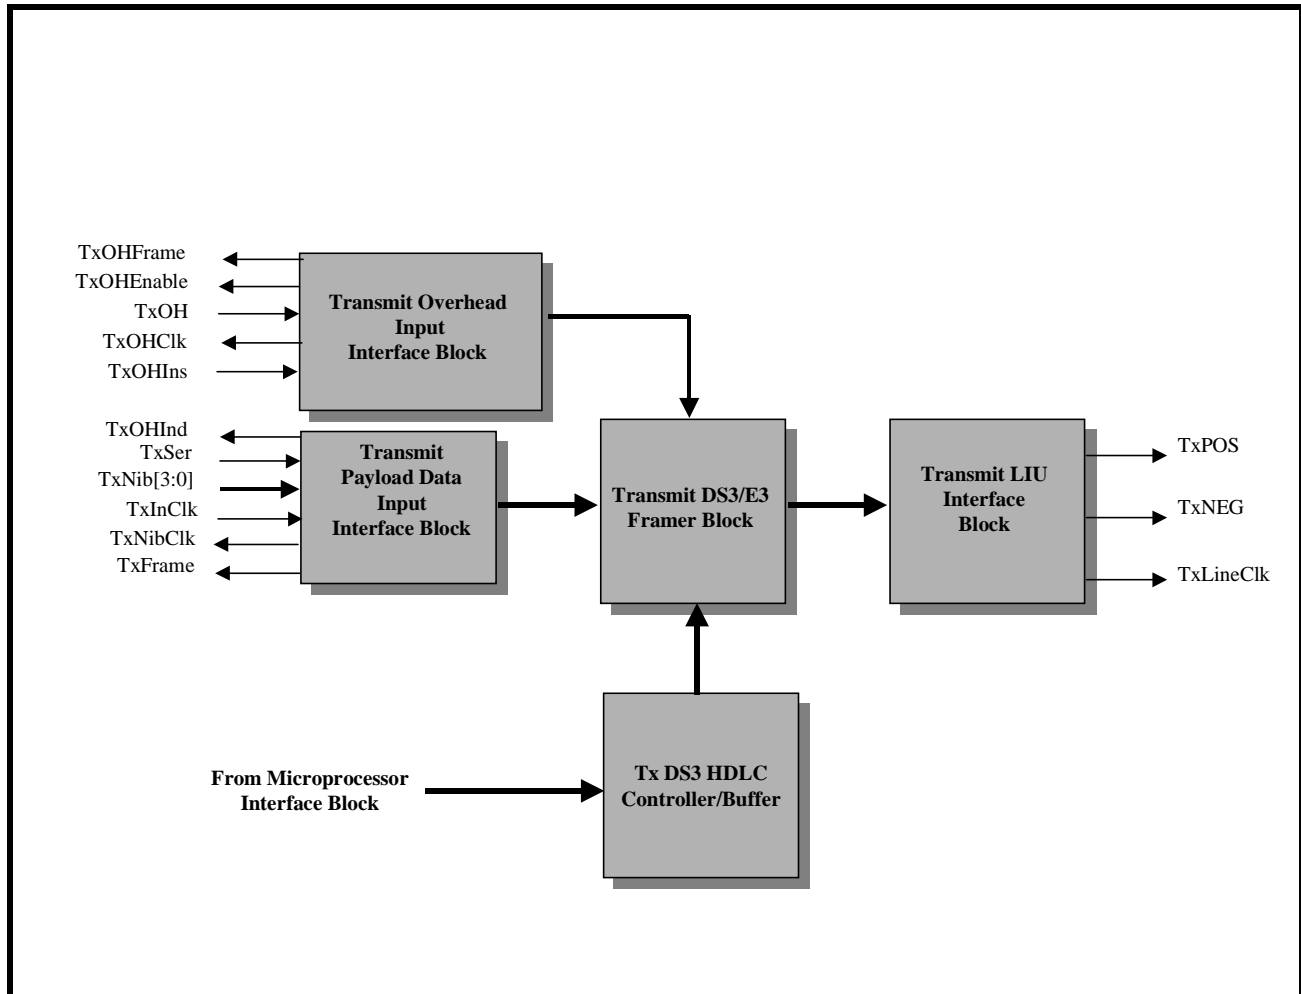 TxOHFrame
TxOHEnable
TxOH
TxOHClk
TxOHIns
Transmit Overhead
Input
Interface Block
TxOHInd
TxSer
TxNib[3:0]
TxInClk
TxNibClk
TxFrame
Transmit
Payload Data
Input
Interface Block
Transmit DS3/E3
Framer Block
Transmit LIU
Interface
Block
TxPOS
TxNEG
TxLineClk
From Microprocessor
Interface Block
Tx DS3 HDLC
Controller/Buffer